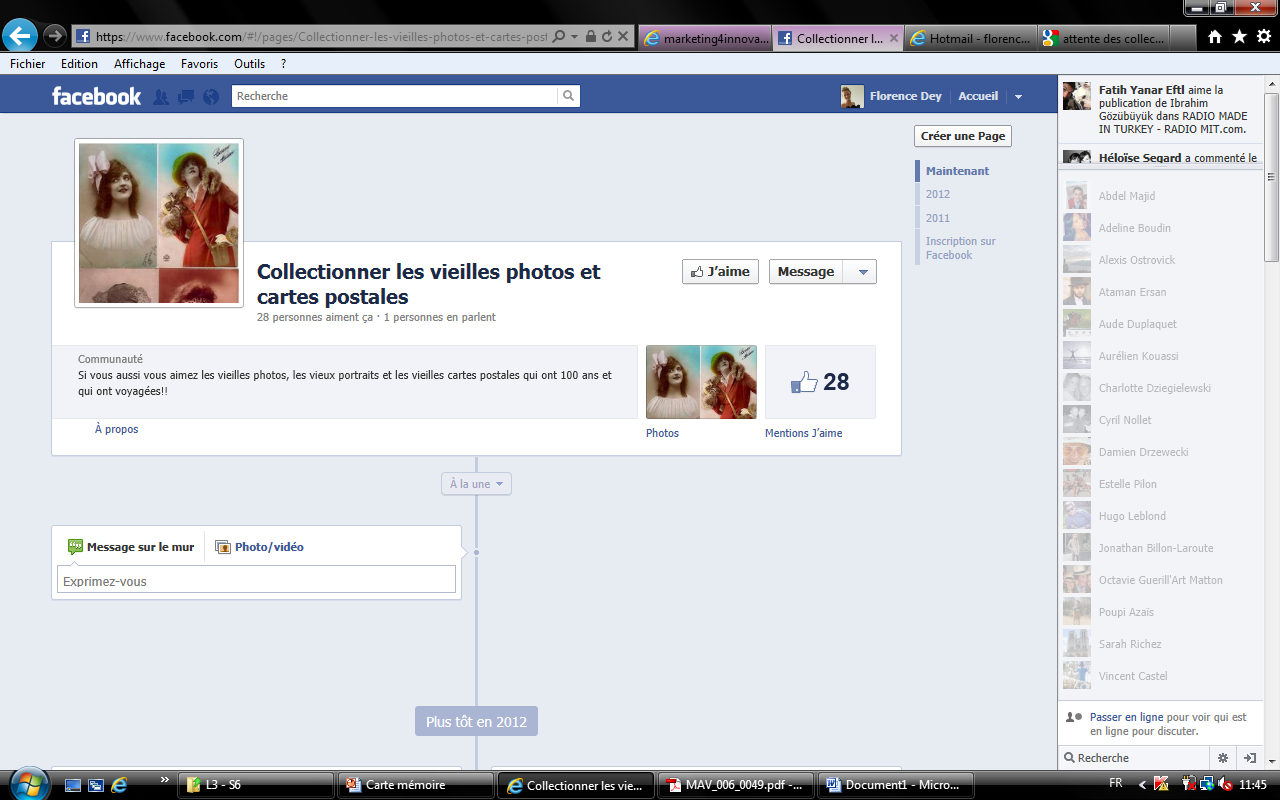 https://www.facebook.com/#!/pages/Collectionner-les-vieilles-photos-et-cartes-post
marketing4innova...
Collectionner l...
Hotmail - florenc...
attente des collec...
Fichier Edition Affichage Favoris Outils ?
facebook
Recherche
Florence Dey
Accueil
Créer une Page
Maintenant
2012
2011
Inscription sur
Facebook
Bonne Année
Collectionner les vieilles photos et
cartes postales
28 personnes aiment ça · 1 personnes en parlent
J'aime
Message
Communauté
Si vous aussi vous aimez les vieilles photos, les vieux portraits et les vieilles cartes postales qui ont 100 ans et
qui ont voyagées!!
À propos
Photos
28
Mentions J'aime
À la une
Message sur le mur
Photo/vidéo
Exprimez-vous
Plus tôt en 2012
Fatih Yanar Eftl aime la
publication de Ibrahim
Gözübüyük dans RADIO MADE
IN TURKEY - RADIO MIT.com.
Héloïse Segard a commenté le
Abdel Majid
Adeline Boudin
Alexis Ostrovick
Ataman Ersan
Aude Duplaquet
Aurélien Kouassi
Charlotte Dziegielewski
Cyril Nollet
Damien Drzewecki
Estelle Pilon
Hugo Leblond
Jonathan Billon-Laroute
Octavie Guerill'Art Matton
Poupi Azaïs
Sarah Richez
Vincent Castel
Passer en ligne pour voir qui est
en ligne pour discuter.
Recherche
L3 - S6
Carte mémoire
Collectionner les vie...
MAV_006_0049.pdf -...
Document1 - Micro...
FR
11:45